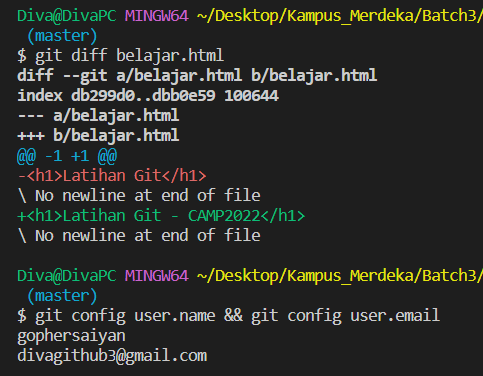 Diva@DivaPC MINGW64 ~/Desktop/Kampus_Merdeka/Batch3/
(master)
$ git diff belajar.html
diff --git a/belajar.html b/belajar.html
index db299d0..dbb0e59 100644
--- a/belajar.html
+++ b/belajar.html
@@ -1 +1 @@
-<h1>Latihan Git</h1>
\ No newline at end of file
+<h1>Latihan Git - CAMP2022</h1>
\ No newline at end of file
Diva@DivaPC MINGW64 ~/Desktop/Kampus_Merdeka/Batch3/
(master)
$ git config user.name && git config user.email
gophersaiyan
divagithub3@gmail.com